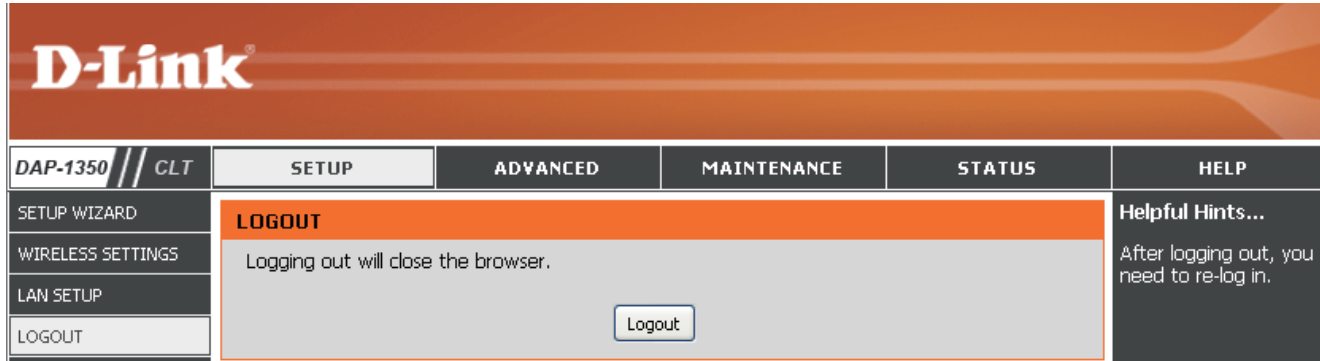 D-Link®
DAP-1350 // CLT
SETUP
ADVANCED
MAINTENANCE
STATUS
HELP
SETUP WIZARD
WIRELESS SETTINGS
LAN SETUP
LOGOUT
LOGOUT
Logging out will close the browser.
Logout
Helpful Hints...
After logging out, you
need to re-log in.